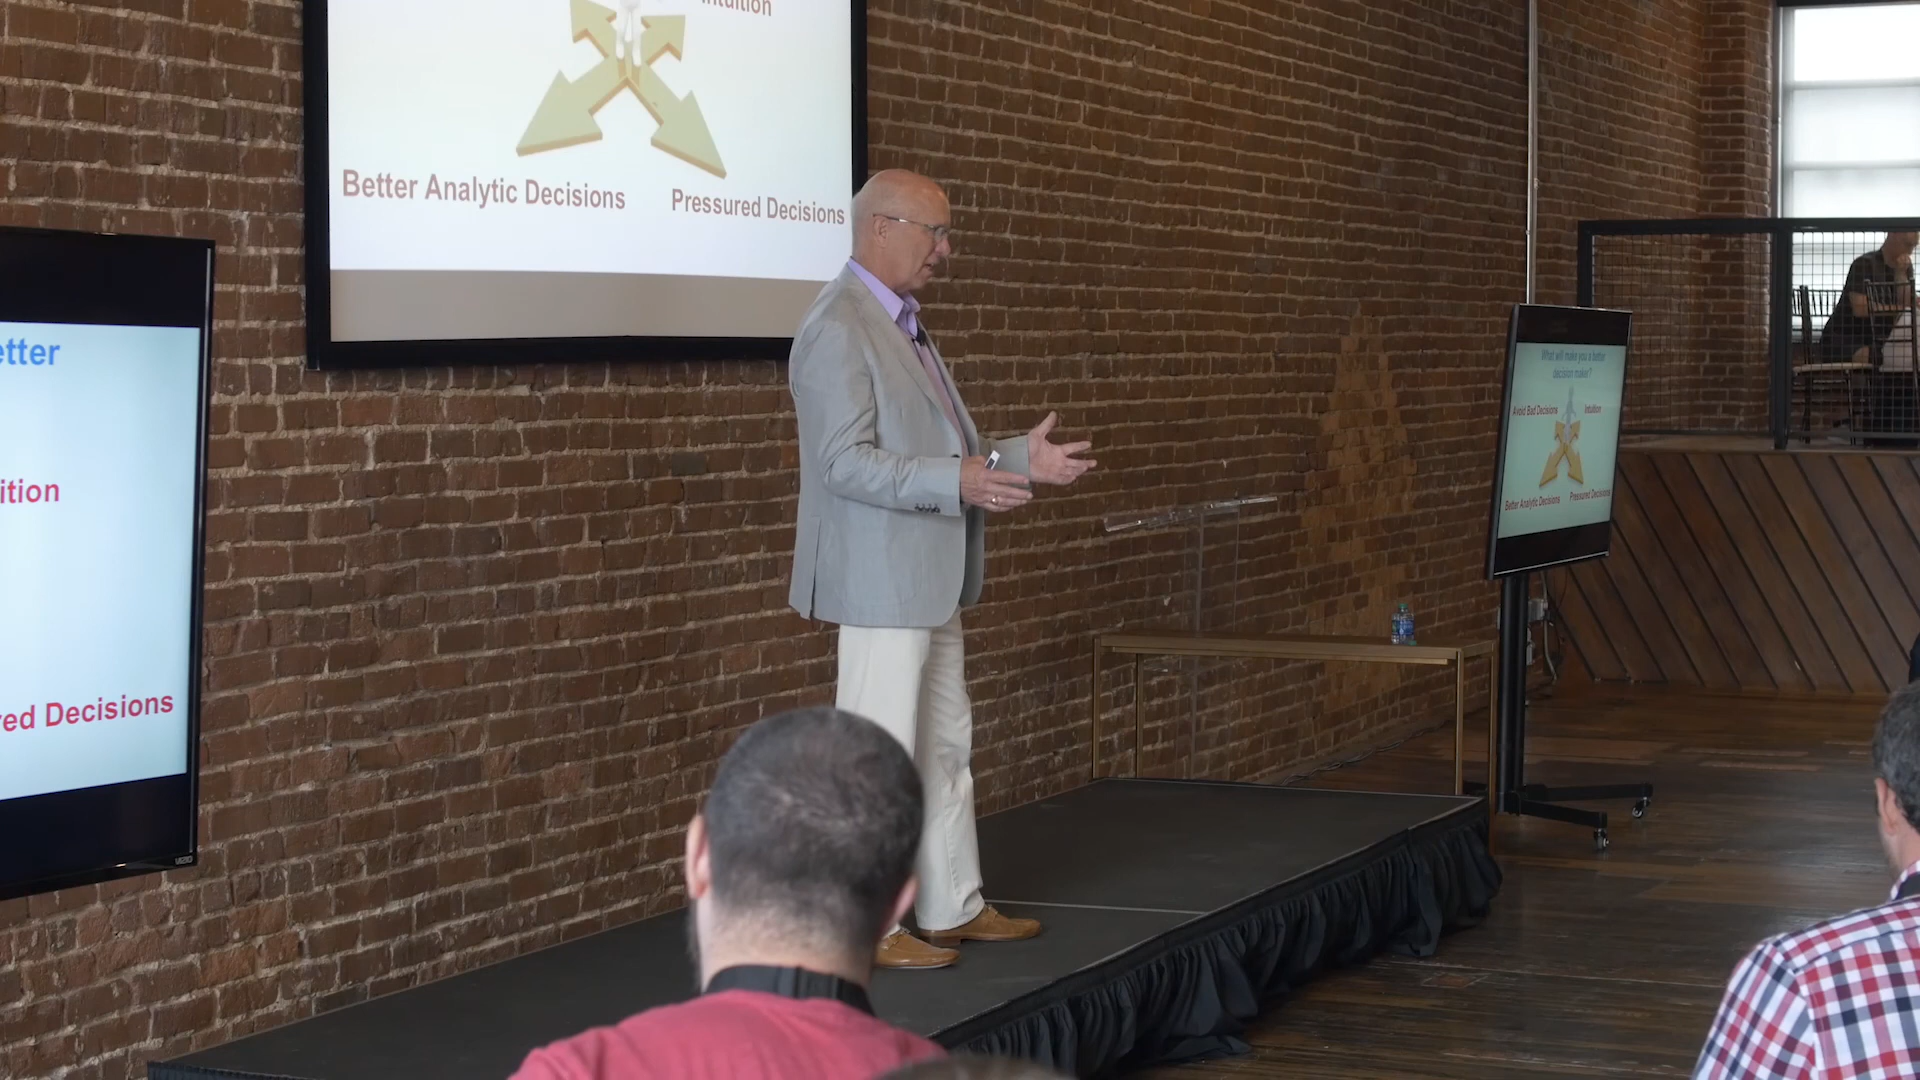 Intuition
Better Analytic Decisions
Pressured Decisions
etter
ition
red Decisions
VIZIO
What will make you a better
decision maker?
Avoid Bad Decisions
Intuition
Better Analytic Decisions
Pressured Decisions